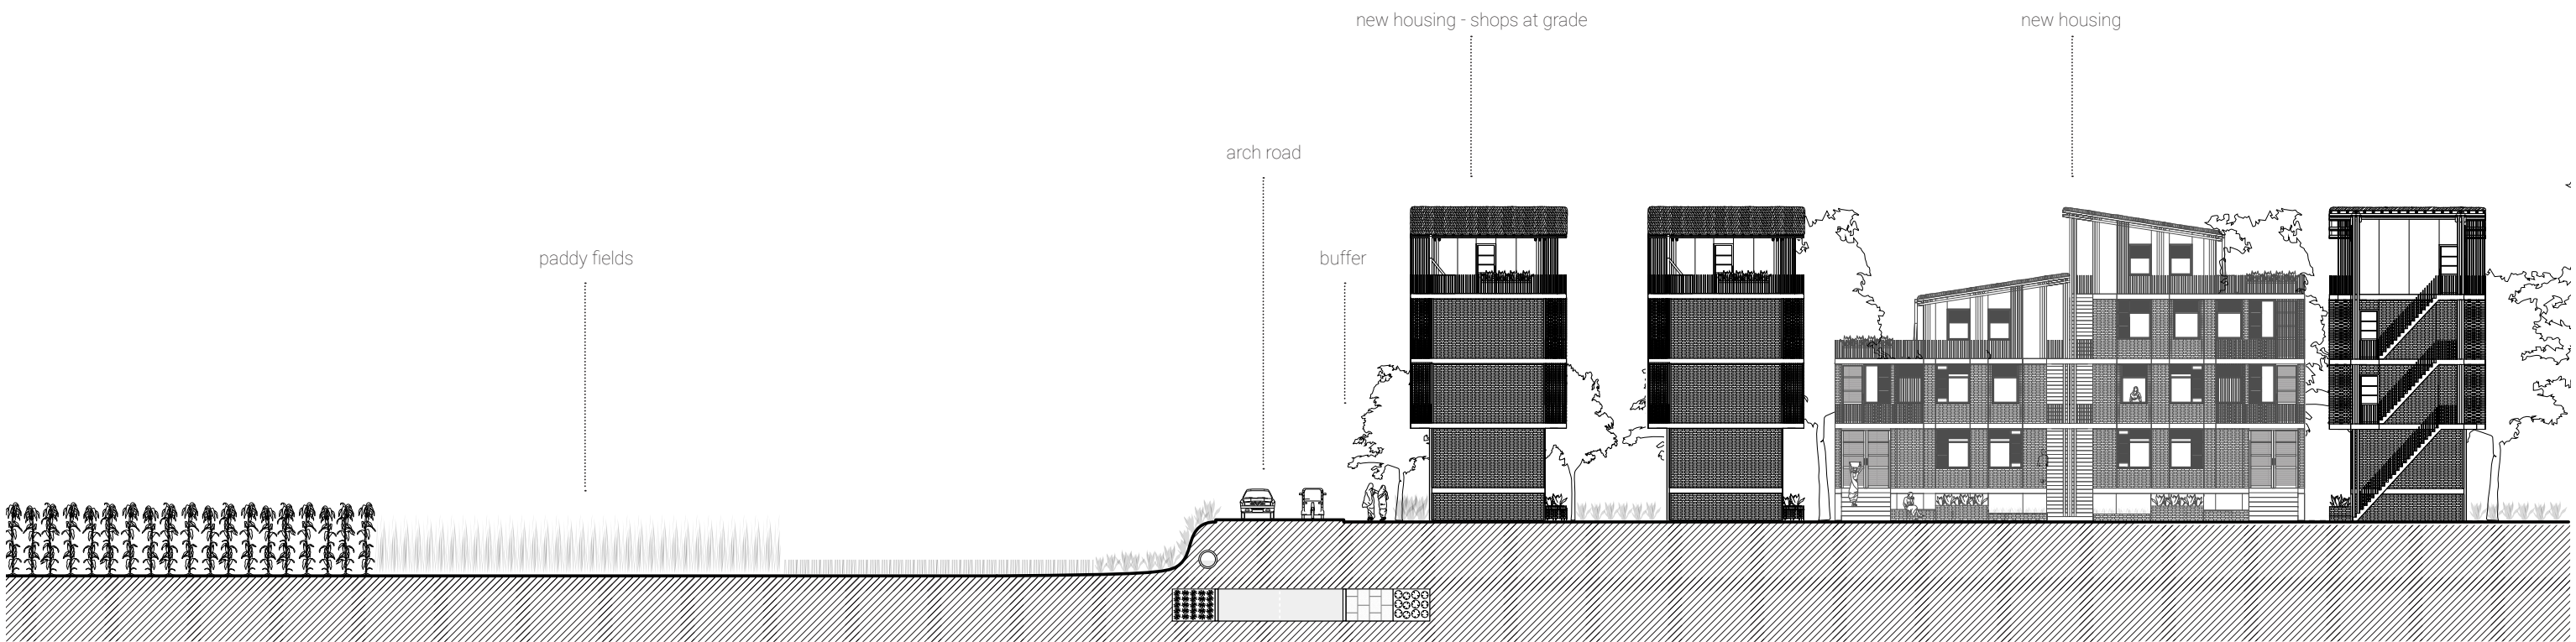 new housing - shops at grade
new housing
arch road
paddy fields
buffer